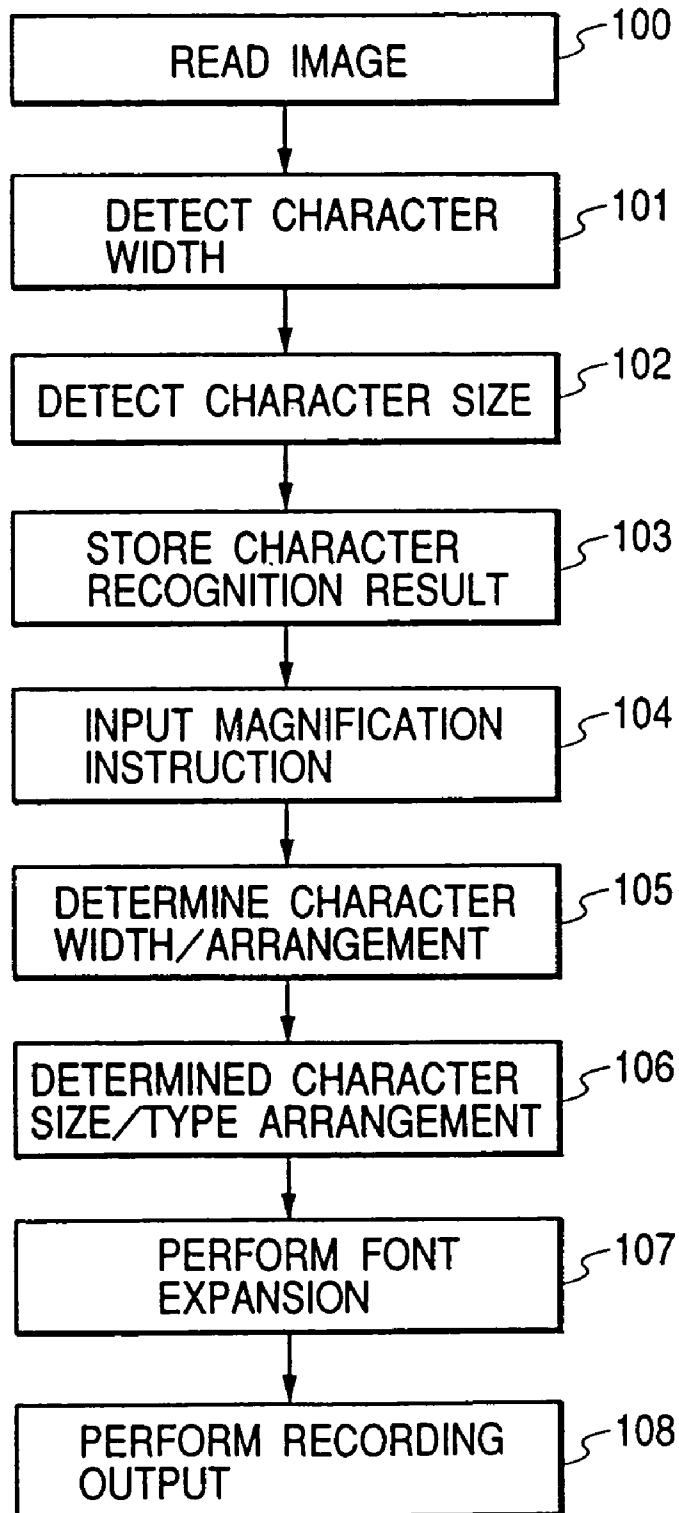 READ IMAGE
100
DETECT CHARACTER
WIDTH
101
DETECT CHARACTER SIZE
102
STORE CHARACTER
RECOGNITION RESULT
103
INPUT MAGNIFICATION
INSTRUCTION
104
DETERMINE CHARACTER
WIDTH/ARRANGEMENT
105
DETERMINED CHARACTER
SIZE/TYPE ARRANGEMENT
106
PERFORM FONT
EXPANSION
107
PERFORM RECORDING
OUTPUT
108